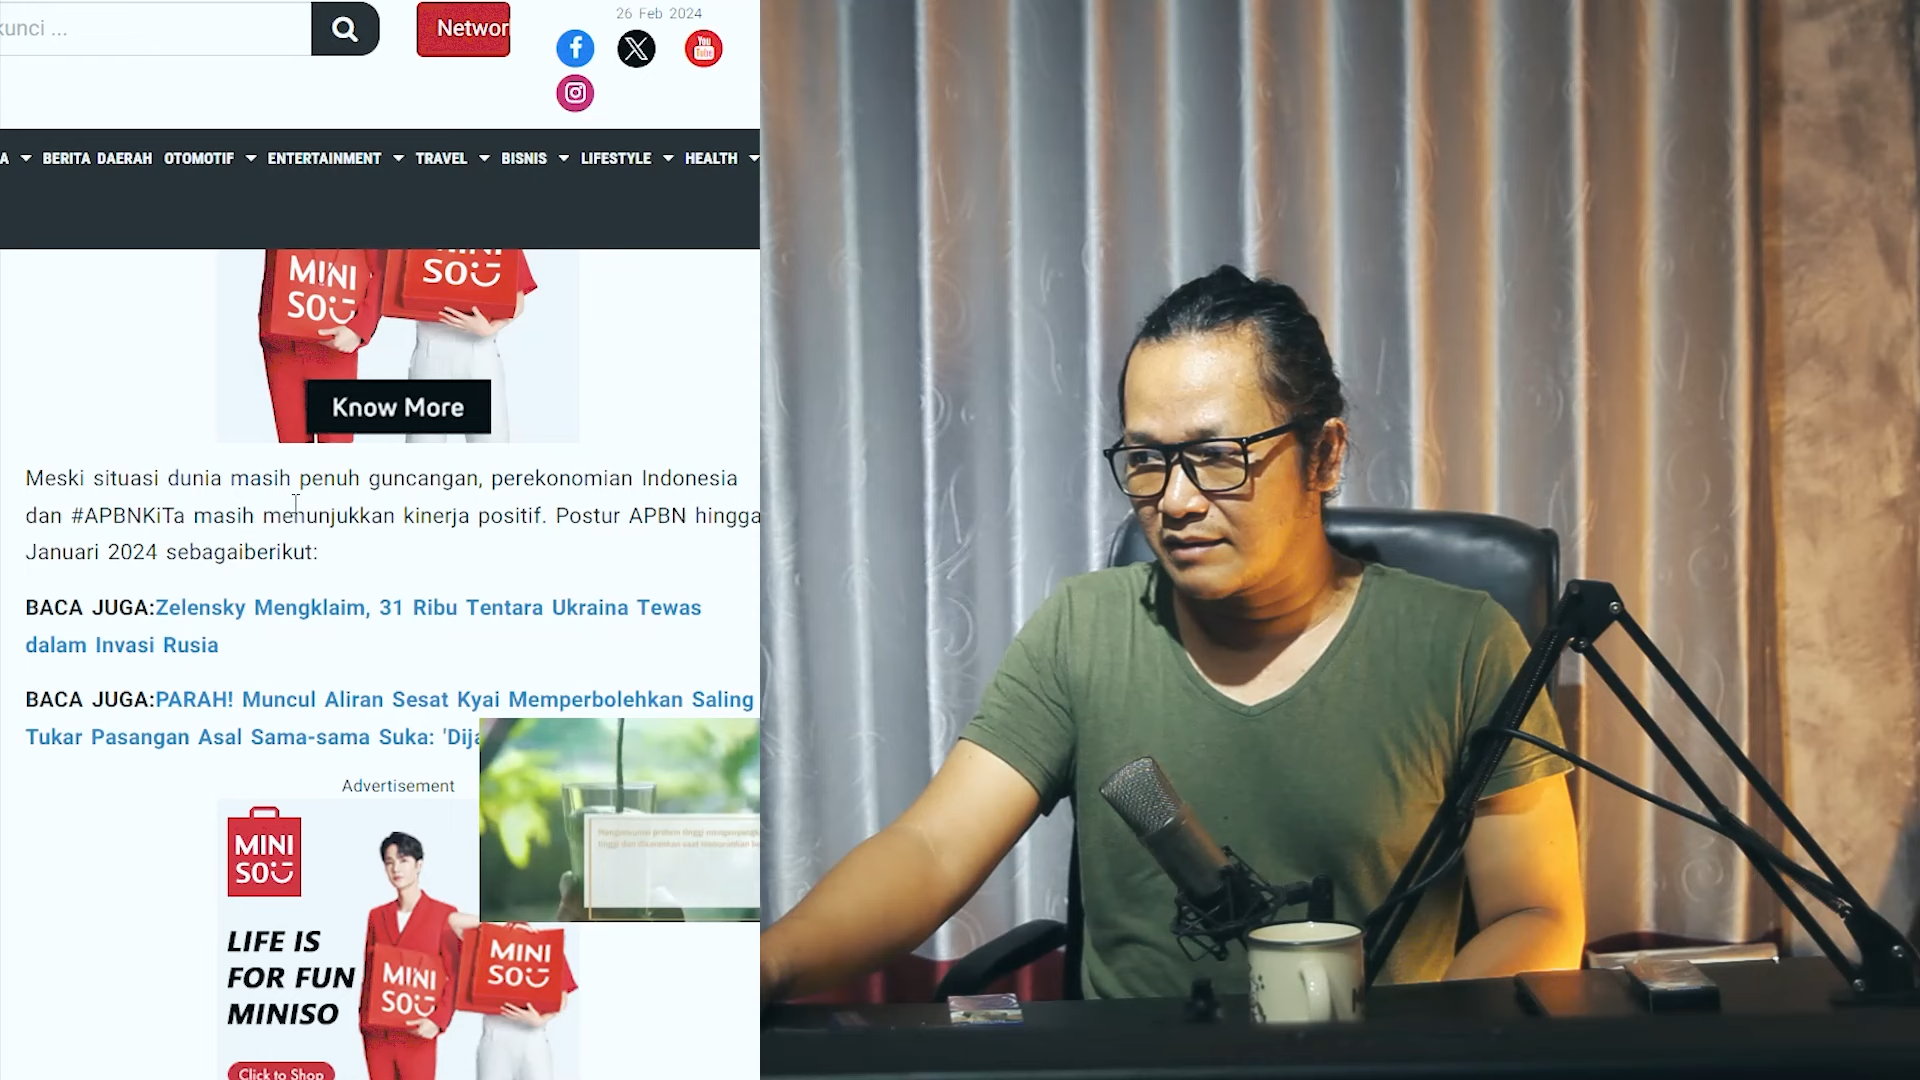 kunci ...
Networ
26 Feb 2024
You
Tube
A BERITA DAERAH OTOMOTIF ENTERTAINMENT TRAVEL BISNIS LIFESTYLE HEALTH
MINI
SO
SO
Know More
Meski situasi dunia masih penuh guncangan, perekonomian Indonesia
dan #APBNKiTa masih menunjukkan kinerja positif. Postur APBN hingga
Januari 2024 sebagaiberikut:
BACA JUGA:Zelensky Mengklaim, 31 Ribu Tentara Ukraina Tewas
dalam Invasi Rusia
BACA JUGA:PARAH! Muncul Aliran Sesat Kyai Memperbolehkan Saling
Tukar Pasangan Asal Sama-sama Suka: 'Dija
Advertisement
MINI
SO
LIFE IS
FOR FUN
MINISO
MINI
SO
MINI
SO
Click to Shop